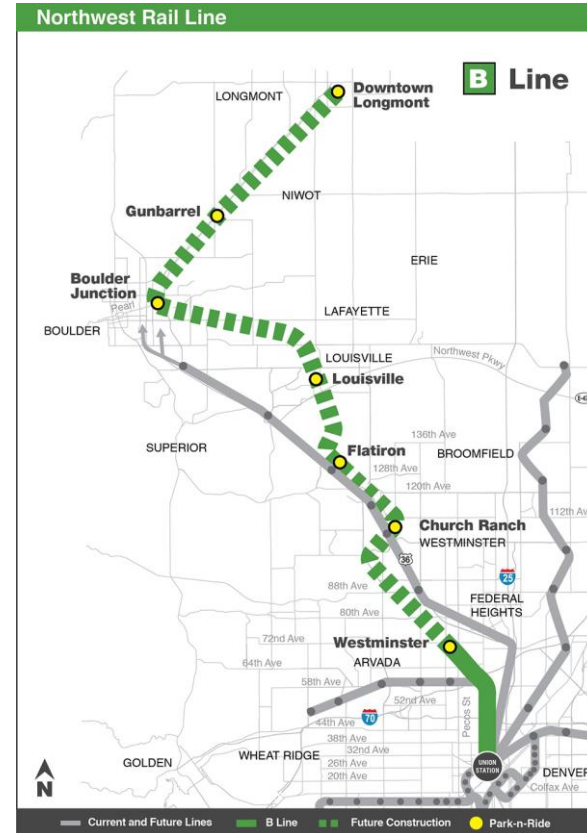 Northwest Rail Line
B Line
Downtown
Longmont
LONGMONT
NIWOT
Gunbarrel
ERIE
Boulder
Junction
Pearl
LAFAYETTE
BOULDER
LOUISVILLE
Northwest Pkwy
Louisville
136th Ave
SUPERIOR
Flatiron
BROOMFIELD
128th Ave
120th Ave
112th Av
Church Ranch
WESTMINSTER
36
25
88th Ave
FEDERAL
HEIGHTS
80th Ave
Westminster
72nd Ave
ARVADA
64th Ave
58th Ave
52nd Ave
Pecos St
70
44th Ave
38th Ave
GOLDEN
WHEAT RIDGE
32nd Ave
26th Ave
20th Ave
UNION
STATION
DENVER
Colfax Ave
N
Current and Future Lines
B Line
Future Construction
Park-n-Ride